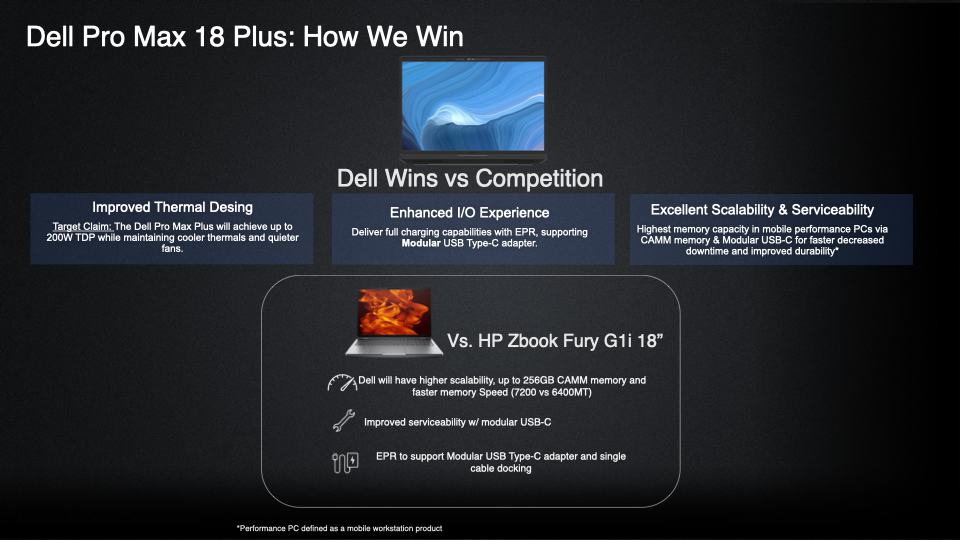 Dell Pro Max 18 Plus: How We Win
Dell Wins vs Competition
Improved Thermal Desing
Target Claim: The Dell Pro Max Plus will achieve up to
200W TDP while maintaining cooler thermals and quieter
fans.
Enhanced I/O Experience
Deliver full charging capabilities with EPR, supporting
Modular USB Type-C adapter.
Excellent Scalability & Serviceability
Highest memory capacity in mobile performance PCs via
CAMM memory & Modular USB-C for faster decreased
downtime and improved durability*
Vs. HP Zbook Fury G1i 18”
Dell will have higher scalability, up to 256GB CAMM memory and
faster memory Speed (7200 vs 6400MT)
Improved serviceability w/ modular USB-C
EPR to support Modular USB Type-C adapter and single
cable docking
*Performance PC defined as a mobile workstation product